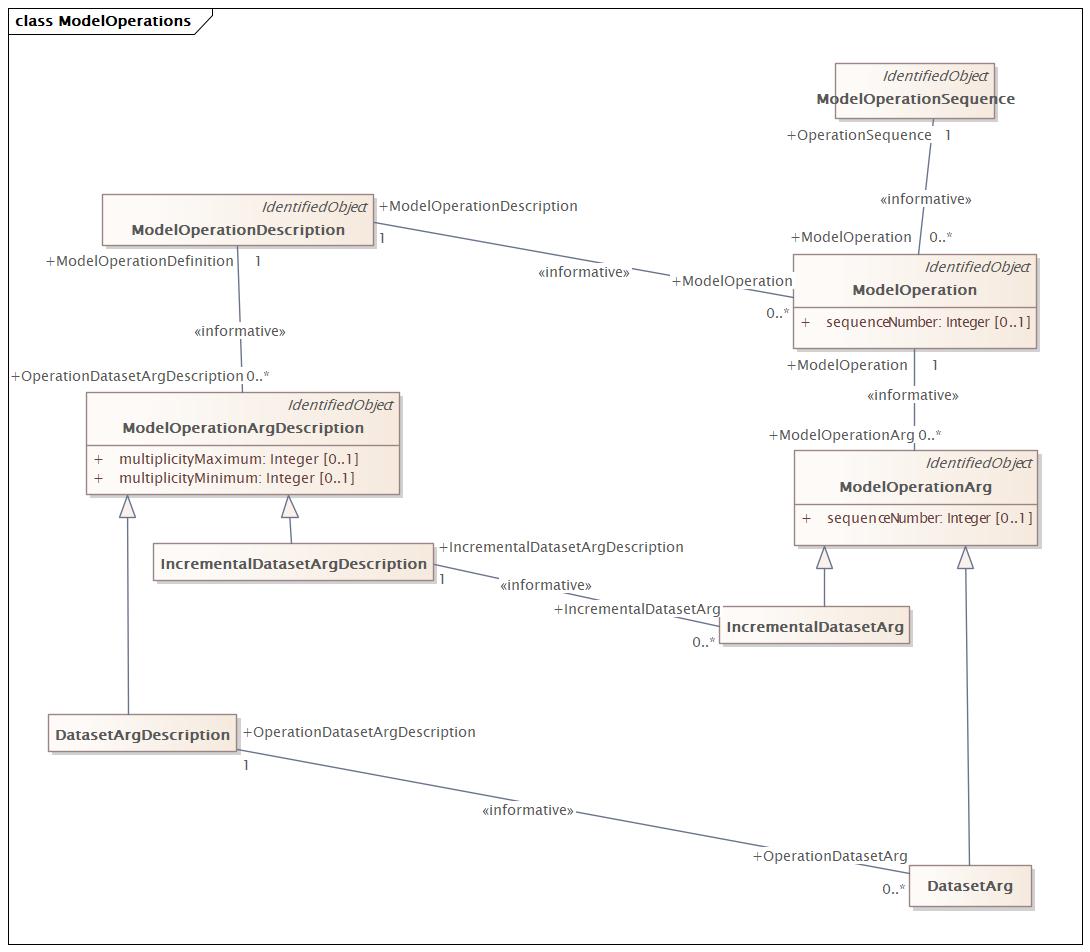 class ModelOperations
IdentifiedObject
ModelOperationSequence
+OperationSequence 1
«informative»
+ModelOperation 0..*
IdentifiedObject
ModelOperationDescription
+ModelOperationDescription
1
«informative»
+ModelOperation
0..*
IdentifiedObject
ModelOperation
+ sequenceNumber: Integer [0..1]
+ModelOperationDefinition 1
«informative»
+OperationDatasetArgDescription 0..*
+ModelOperation 1
«informative»
+ModelOperationArg 0..*
IdentifiedObject
ModelOperationArgDescription
+ multiplicityMaximum: Integer [0..1]
+ multiplicityMinimum: Integer [0..1]
IdentifiedObject
ModelOperationArg
+ sequenceNumber: Integer [0..1]
IncrementalDatasetArgDescription
+IncrementalDatasetArgDescription
1
«informative»
+IncrementalDatasetArg
0..*
IncrementalDatasetArg
DatasetArgDescription
+OperationDatasetArgDescription
1
«informative»
+OperationDatasetArg
0..*
DatasetArg